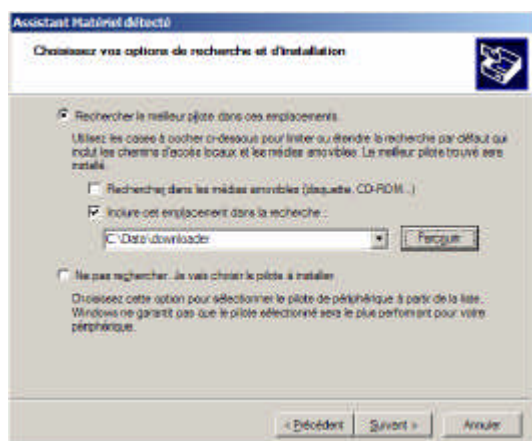 Assistant Matériel détecté
Choisissez vos options de recherche et d'installation
Rechercher le meilleur pilote dans ces emplacements.
Utilisez les cases à cocher ci-dessous pour limiter ou étendre la recherche par défaut qui
inclut les chemins d'accès locaux et les médias amovibles. Le meilleur pilote trouvé sera
installé.
Rechercher dans les médias amovibles (disquette, CD-ROM...)
Inclure cet emplacement dans la recherche :
C:\Data\downloader
Parcourir
Ne pas rechercher. Je vais choisir le pilote à installer
Choisissez cette option pour sélectionner le pilote de périphérique à partir de la liste.
Windows ne garantit pas que le pilote sélectionné sera le plus performant pour votre
périphérique.
< Précédent
Suivant >
Annuler